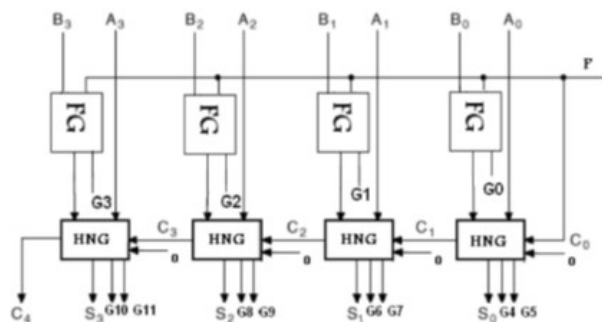 B3 A3 B2 A2 B1 A1 B0 A0
F
FG FG FG FG
G3 G2 G1 G0
C3 C2 C1 C0
HNG HNG HNG HNG
0 0 0 0
C4 S3 G10 G11 S2 G8 G9 S1 G6 G7 S0 G4 G5